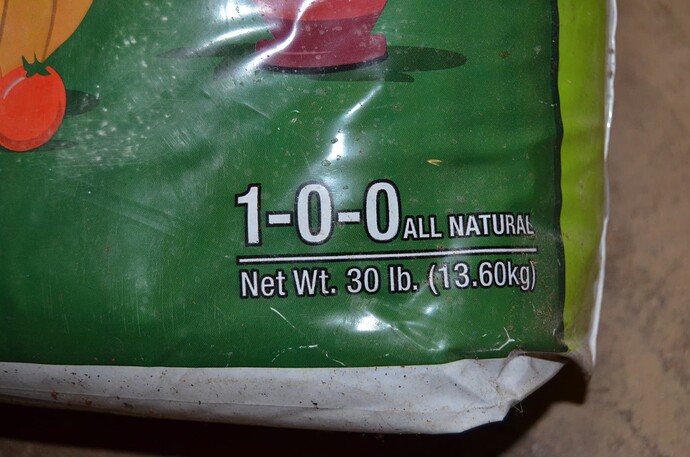 1-0-0 ALL NATURAL
Net Wt. 30 lb. (13.60kg)